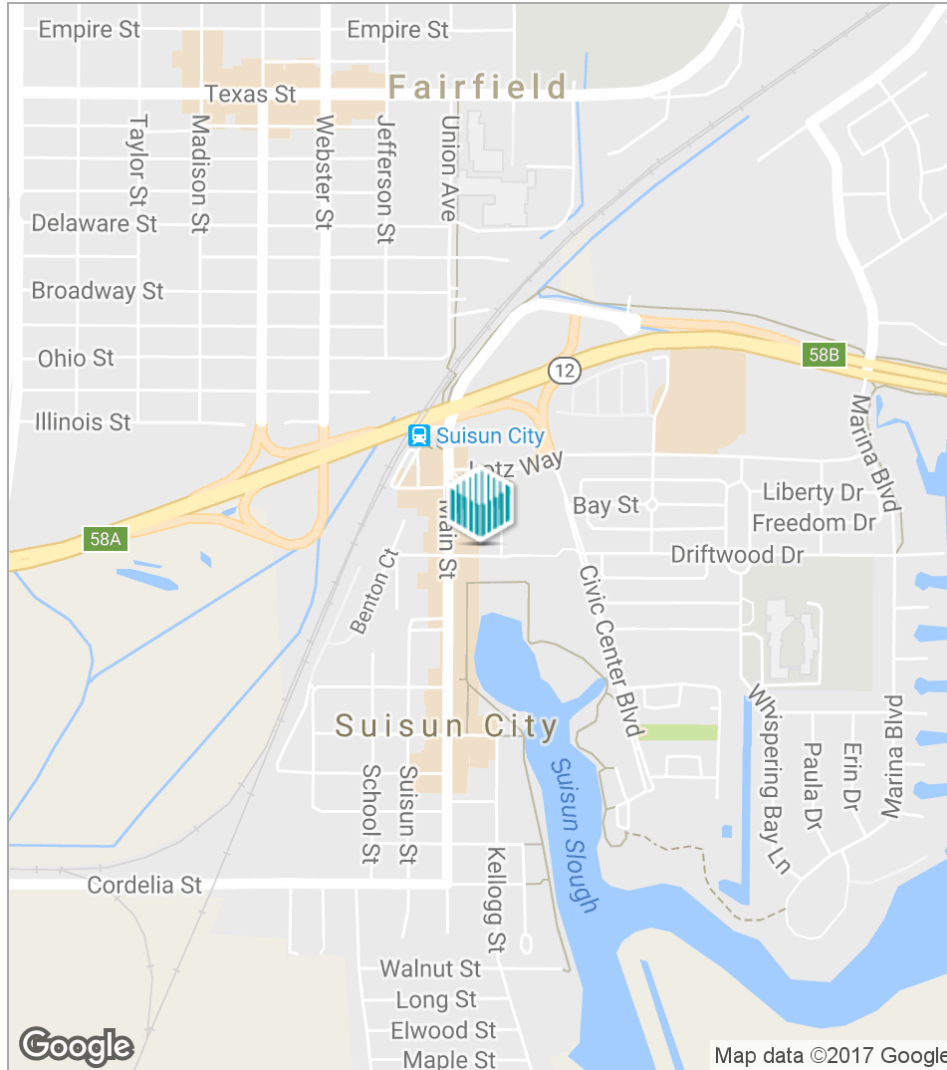 Empire St
Empire St
Texas St
Fairfield
Taylor St
Madison St
Webster St
Jefferson St
Union Ave
Delaware St
Broadway St
Ohio St
58B
12
Illinois St
Marina Blvd
Suisun City
Lotz Way
Liberty Dr
Bay St
Freedom Dr
58A
Main St
Driftwood Dr
Benton Ct
Civic Center Blvd
Suisun City
Whispering Bay Ln
Marina Blvd
Paula Dr
Erin Dr
School St
Suisun St
Suisun Slough
Kellogg St
Cordelia St
Walnut St
Long St
Elwood St
Maple St
Google
Map data ©2017 Google